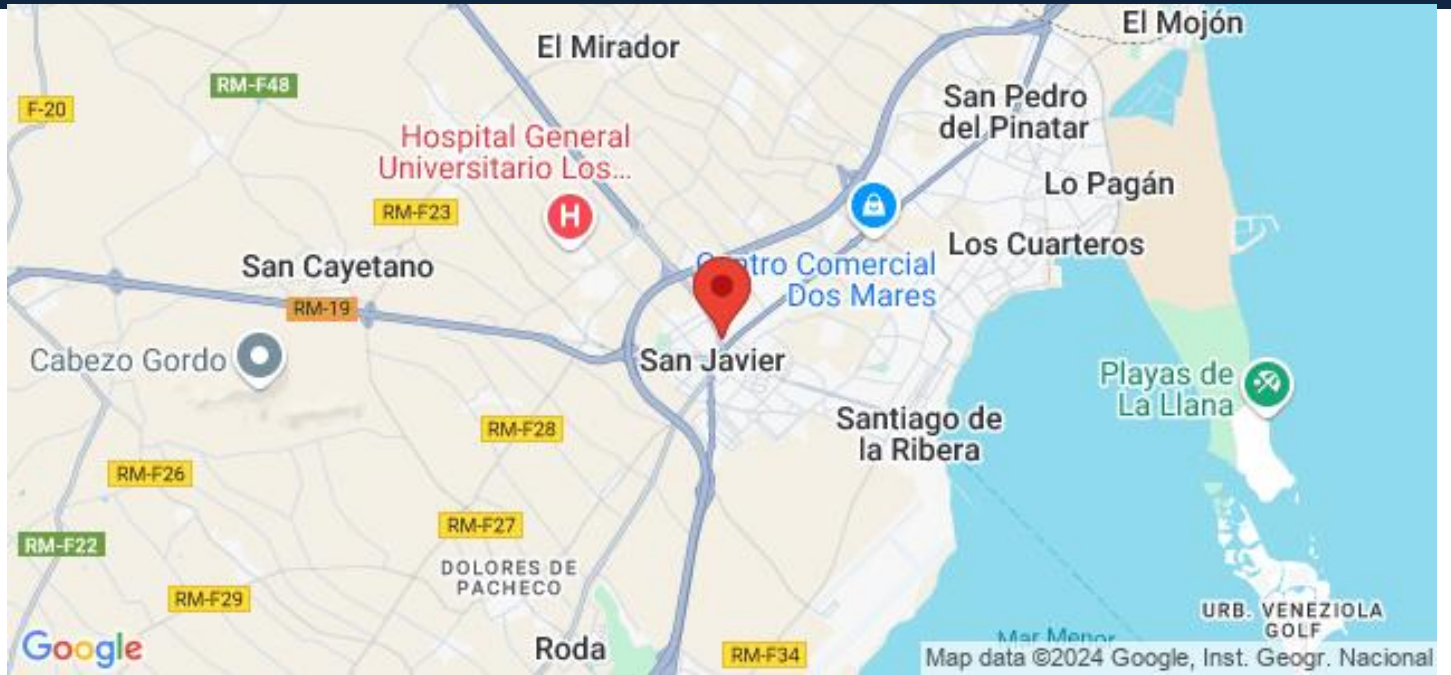 El Mojón
El Mirador
RM-F48
F-20
San Pedro
del Pinatar
Hospital General
Universitario Los...
H
Lo Pagán
RM-F23
Los Cuarteros
San Cayetano
Centro Comercial
Dos Mares
RM-19
Cabezo Gordo
San Javier
Playas de
La Llana
Santiago de
la Ribera
RM-F28
RM-F26
RM-F27
RM-F22
DOLORES DE
PACHECO
RM-F29
URB. VENEZIOLA
GOLF
Google
Roda
RM-F34
Mar Menor
Map data ©2024 Google, Inst. Geogr. Nacional